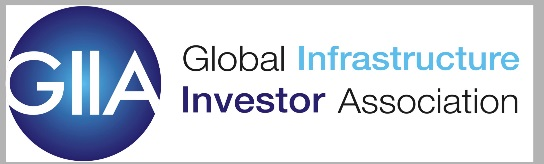 GIIA
Global Infrastructure
Investor Association